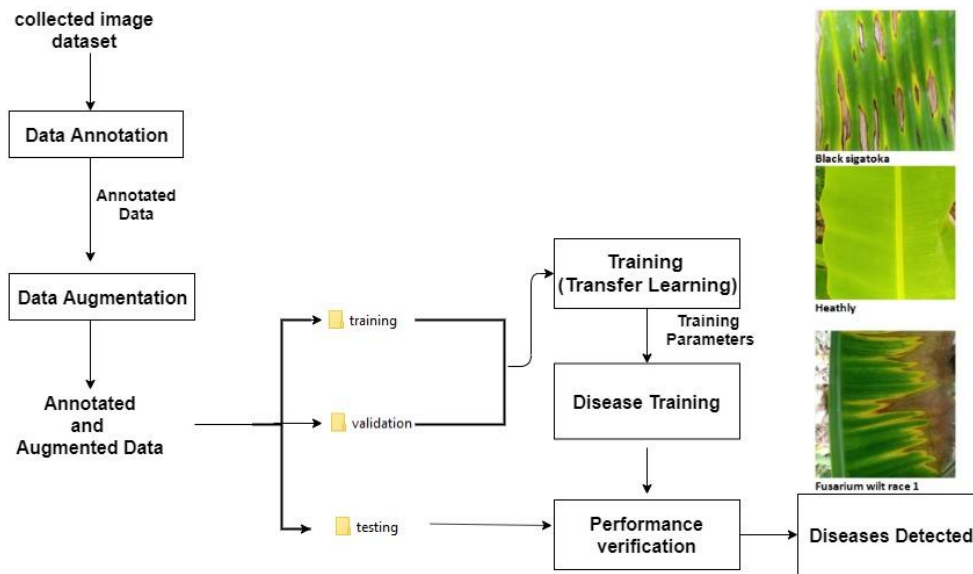 collected image
dataset
Data Annotation
Annotated
Data
Data Augmentation
Annotated
and
Augmented Data
training
validation
testing
Training
(Transfer Learning)
Training
Parameters
Disease Training
Performance
verification
Black sigatoka
Heathly
Fusarium wilt race 1
Diseases Detected